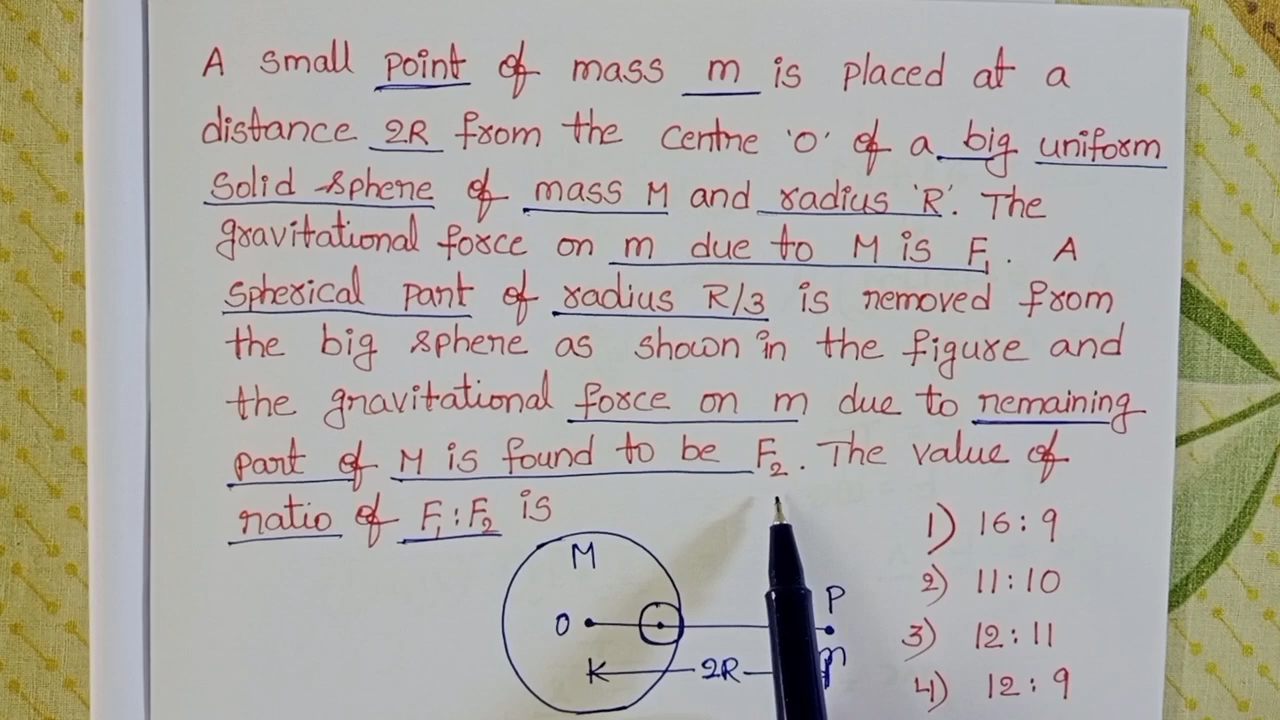 A small point of mass m is placed at a
distance 2R from the centre 'O' of a big uniform
Solid sphere of mass M and radius 'R'. The
gravitational force on m due to M is F₁. A
spherical part of radius R/3 is removed from
the big sphere as shown in the figure and
the gravitational force on m due to remaining
part of M is found to be F₂. The value of
ratio of F₁:F₂ is
1) 16:9
M
2) 11:10
P
O
3) 12:11
m
2R
4) 12:9